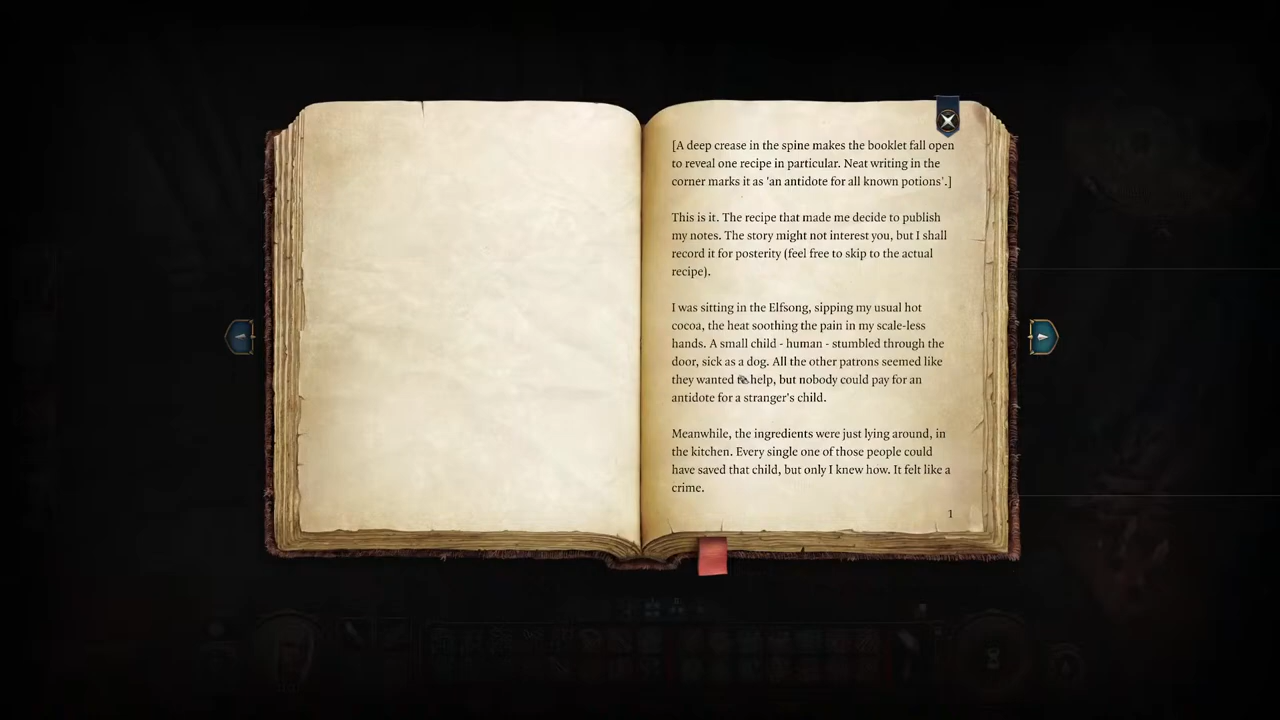 [A deep crease in the spine makes the booklet fall open
to reveal one recipe in particular. Neat writing in the
corner marks it as 'an antidote for all known potions'.]
This is it. The recipe that made me decide to publish
my notes. The story might not interest you, but I shall
record it for posterity (feel free to skip to the actual
recipe).
I was sitting in the Elfsong, sipping my usual hot
cocoa, the heat soothing the pain in my scale-less
hands. A small child - human - stumbled through the
door, sick as a dog. All the other patrons seemed like
they wanted to help, but nobody could pay for an
antidote for a stranger's child.
Meanwhile, the ingredients were just lying around, in
the kitchen. Every single one of those people could
have saved that child, but only I knew how. It felt like a
crime.
1